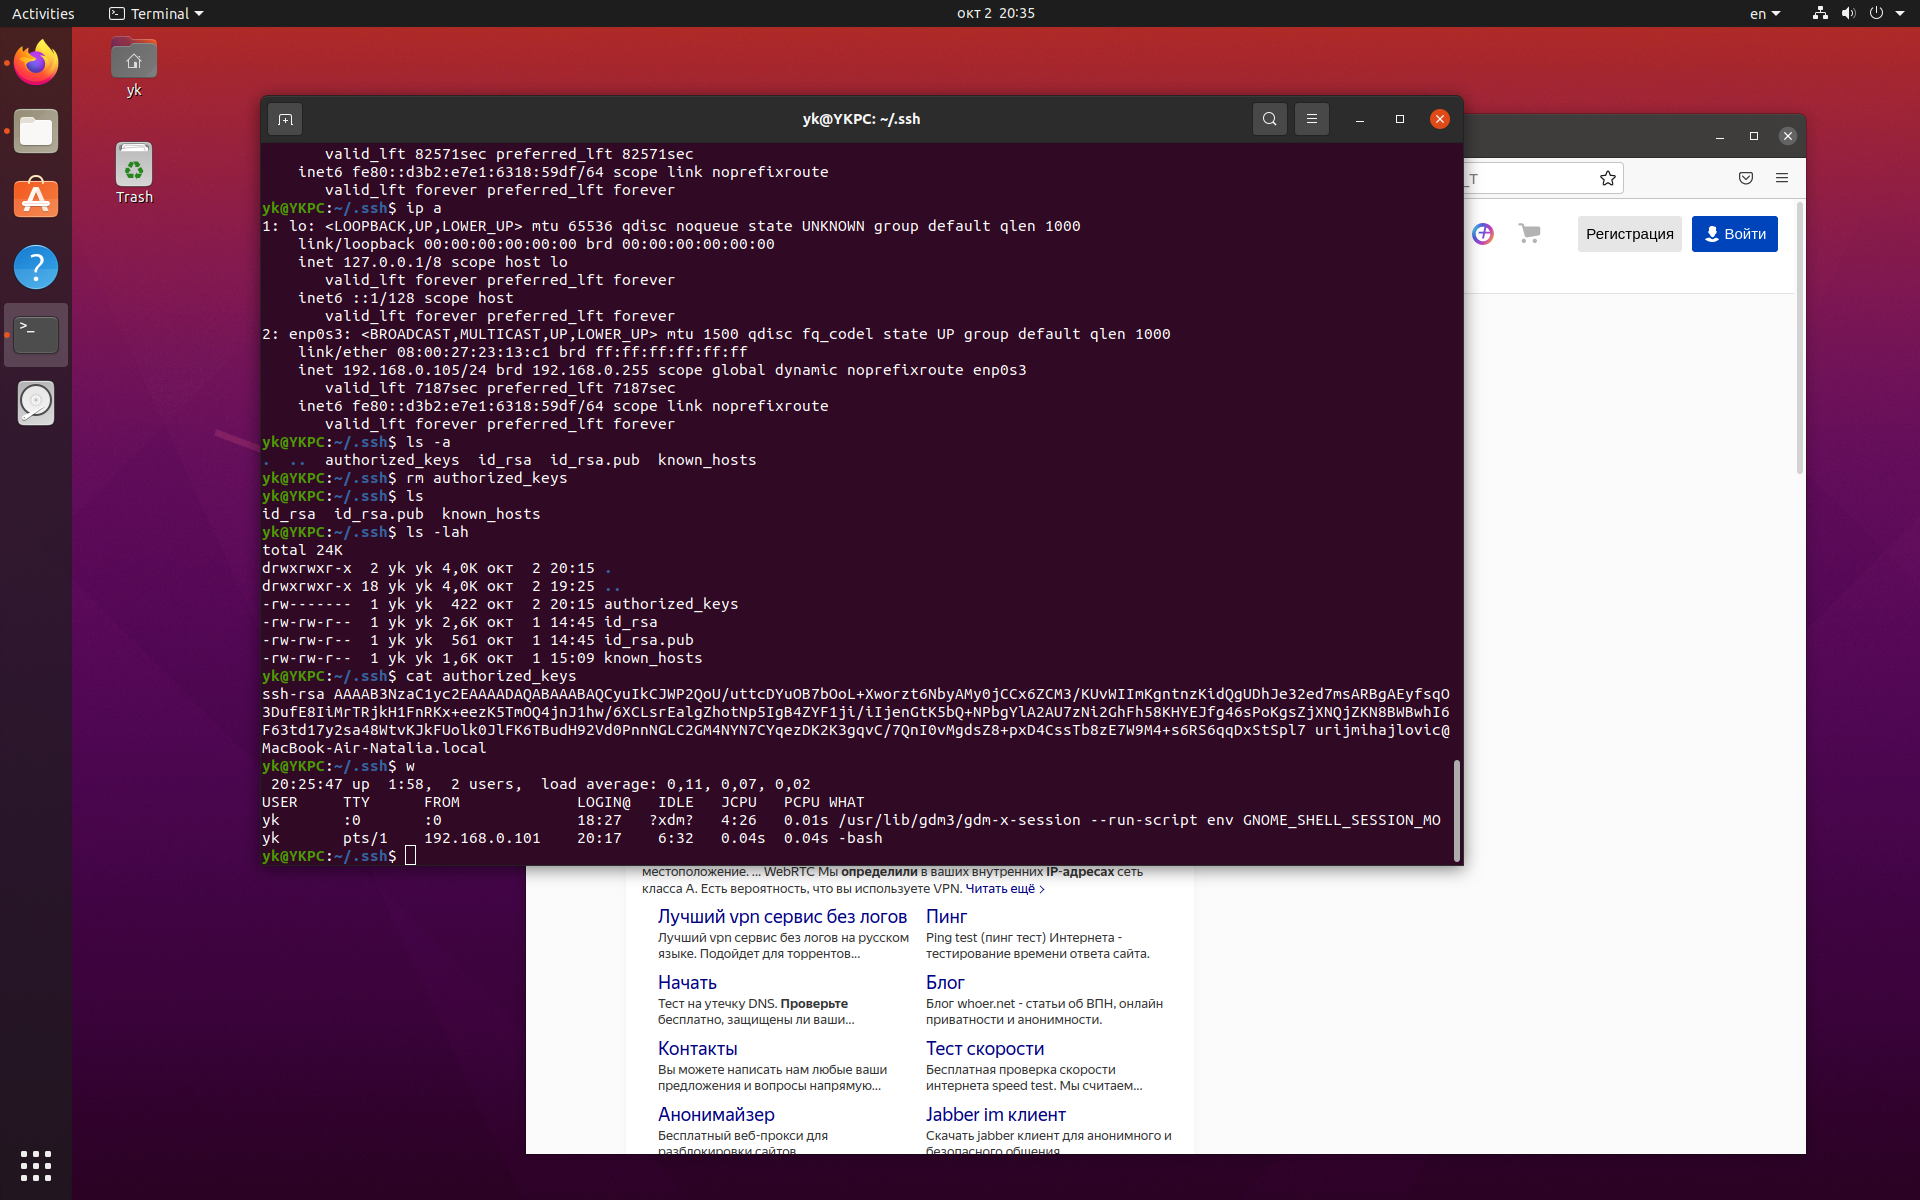 Activities
Terminal
окт 2 20:35
en
yk
Trash
yk@YKPC: ~/.ssh
valid_lft 82571sec preferred_lft 82571sec
inet6 fe80::d3b2:e7e1:6318:59df/64 scope link noprefixroute
valid_lft forever preferred_lft forever
yk@YKPC:~/.ssh$ ip a
1: lo: <LOOPBACK,UP,LOWER_UP> mtu 65536 qdisc noqueue state UNKNOWN group default qlen 1000
link/loopback 00:00:00:00:00:00 brd 00:00:00:00:00:00
inet 127.0.0.1/8 scope host lo
valid_lft forever preferred_lft forever
inet6 ::1/128 scope host
valid_lft forever preferred_lft forever
2: enp0s3: <BROADCAST,MULTICAST,UP,LOWER_UP> mtu 1500 qdisc fq_codel state UP group default qlen 1000
link/ether 08:00:27:23:13:c1 brd ff:ff:ff:ff:ff:ff
inet 192.168.0.105/24 brd 192.168.0.255 scope global dynamic noprefixroute enp0s3
valid_lft 7187sec preferred_lft 7187sec
inet6 fe80::d3b2:e7e1:6318:59df/64 scope link noprefixroute
valid_lft forever preferred_lft forever
yk@YKPC:~/.ssh$ ls -a
. .. authorized_keys id_rsa id_rsa.pub known_hosts
yk@YKPC:~/.ssh$ rm authorized_keys
yk@YKPC:~/.ssh$ ls
id_rsa id_rsa.pub known_hosts
yk@YKPC:~/.ssh$ ls -lah
total 24K
drwxrwxr-x 2 yk yk 4,0K окт 2 20:15 .
drwxrwxr-x 18 yk yk 4,0K окт 2 19:25 ..
-rw------- 1 yk yk 422 окт 2 20:15 authorized_keys
-rw-rw-r-- 1 yk yk 2,6K окт 1 14:45 id_rsa
-rw-rw-r-- 1 yk yk 561 окт 1 14:45 id_rsa.pub
-rw-rw-r-- 1 yk yk 1,6K окт 1 15:09 known_hosts
yk@YKPC:~/.ssh$ cat authorized_keys
ssh-rsa AAAAB3NzaC1yc2EAAAADAQABAAABAQCyuIkCJWP2QoU/uttcDYuOB7bOoL+Xworzt6NbyAMy0jCCx6ZCM3/KUvWIImKgntnzKidQgUDhJe32ed7msARBgAEyfsqO
3DufE8IiMrTRjkH1FnRKx+eezK5TmOQ4jnJ1hw/6XCLsrEalgZhotNp5IgB4ZYF1ji/iIjenGtK5bQ+NPbgYlA2AU7zNi2GhFh58KHYEJfg46sPoKgsZjXNQjZKN8BWBwhI6
F63td17y2sa48WtvKJkFUolk0JlFK6TBudH92Vd0PnnNGLC2GM4NYN7CYqezDK2K3gqvC/7QnI0vMgdsZ8+pxD4CssTb8zE7W9M4+s6RS6qqDxStSpl7 urijmihajlovic@
MacBook-Air-Natalia.local
yk@YKPC:~/.ssh$ w
20:25:47 up 1:58, 2 users, load average: 0,11, 0,07, 0,02
USER TTY FROM LOGIN@ IDLE JCPU PCPU WHAT
yk :0 :0 18:27 ?xdm? 4:26 0.01s /usr/lib/gdm3/gdm-x-session --run-script env GNOME_SHELL_SESSION_MO
yk pts/1 192.168.0.101 20:17 6:32 0.04s 0.04s -bash
yk@YKPC:~/.ssh$
_T
Регистрация
Войти
местоположение. ... WebRTC Мы определили в ваших внутренних IP-адресах сеть
класса А. Есть вероятность, что вы используете VPN. Читать ещё >
Лучший vpn сервис без логов
Лучший vpn сервис без логов на русском
языке. Подойдет для торрентов...
Пинг
Ping test (пинг тест) Интернета -
тестирование времени ответа сайта.
Начать
Тест на утечку DNS. Проверьте
бесплатно, защищены ли ваши...
Блог
Блог whoer.net - статьи об ВПН, онлайн
приватности и анонимности.
Контакты
Вы можете написать нам любые ваши
предложения и вопросы напрямую...
Тест скорости
Бесплатная проверка скорости
интернета speed test. Мы считаем...
Анонимайзер
Бесплатный веб-прокси для
разблокировки сайтов
Jabber im клиент
Скачать jabber клиент для анонимного и
безопасного общения